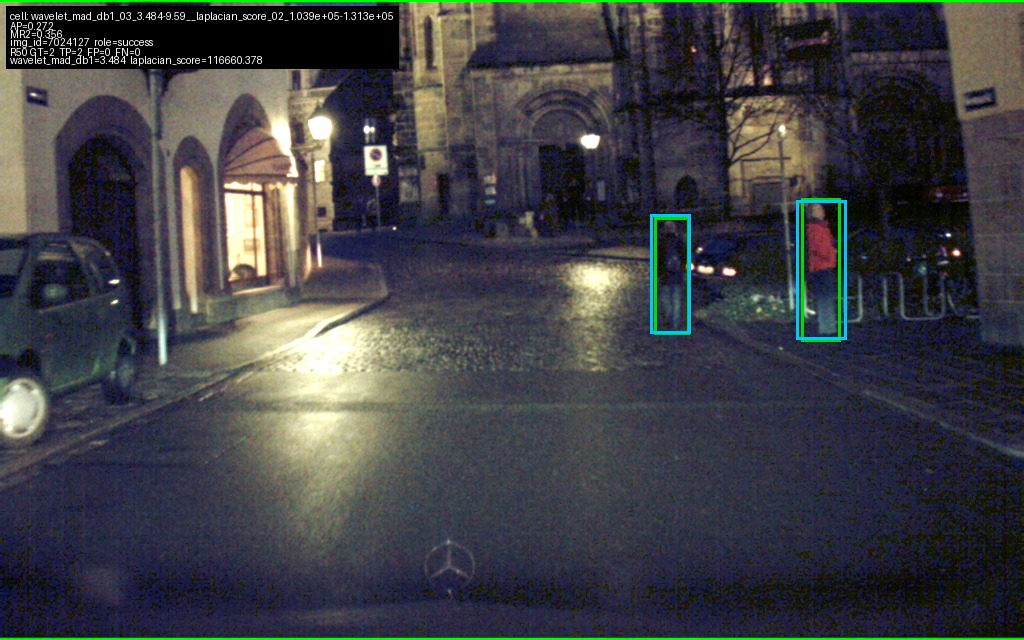 cell: wavelet_mad_db1_03_3.484-9.59__laplacian_score_02_1.039e+05-1.313e+05
AP=0.272
MR2=0.356
img_id=7024127 role=success
R50 GT=2 TP=2 FP=0 FN=0
wavelet_mad_db1=3.484 laplacian_score=116660.378